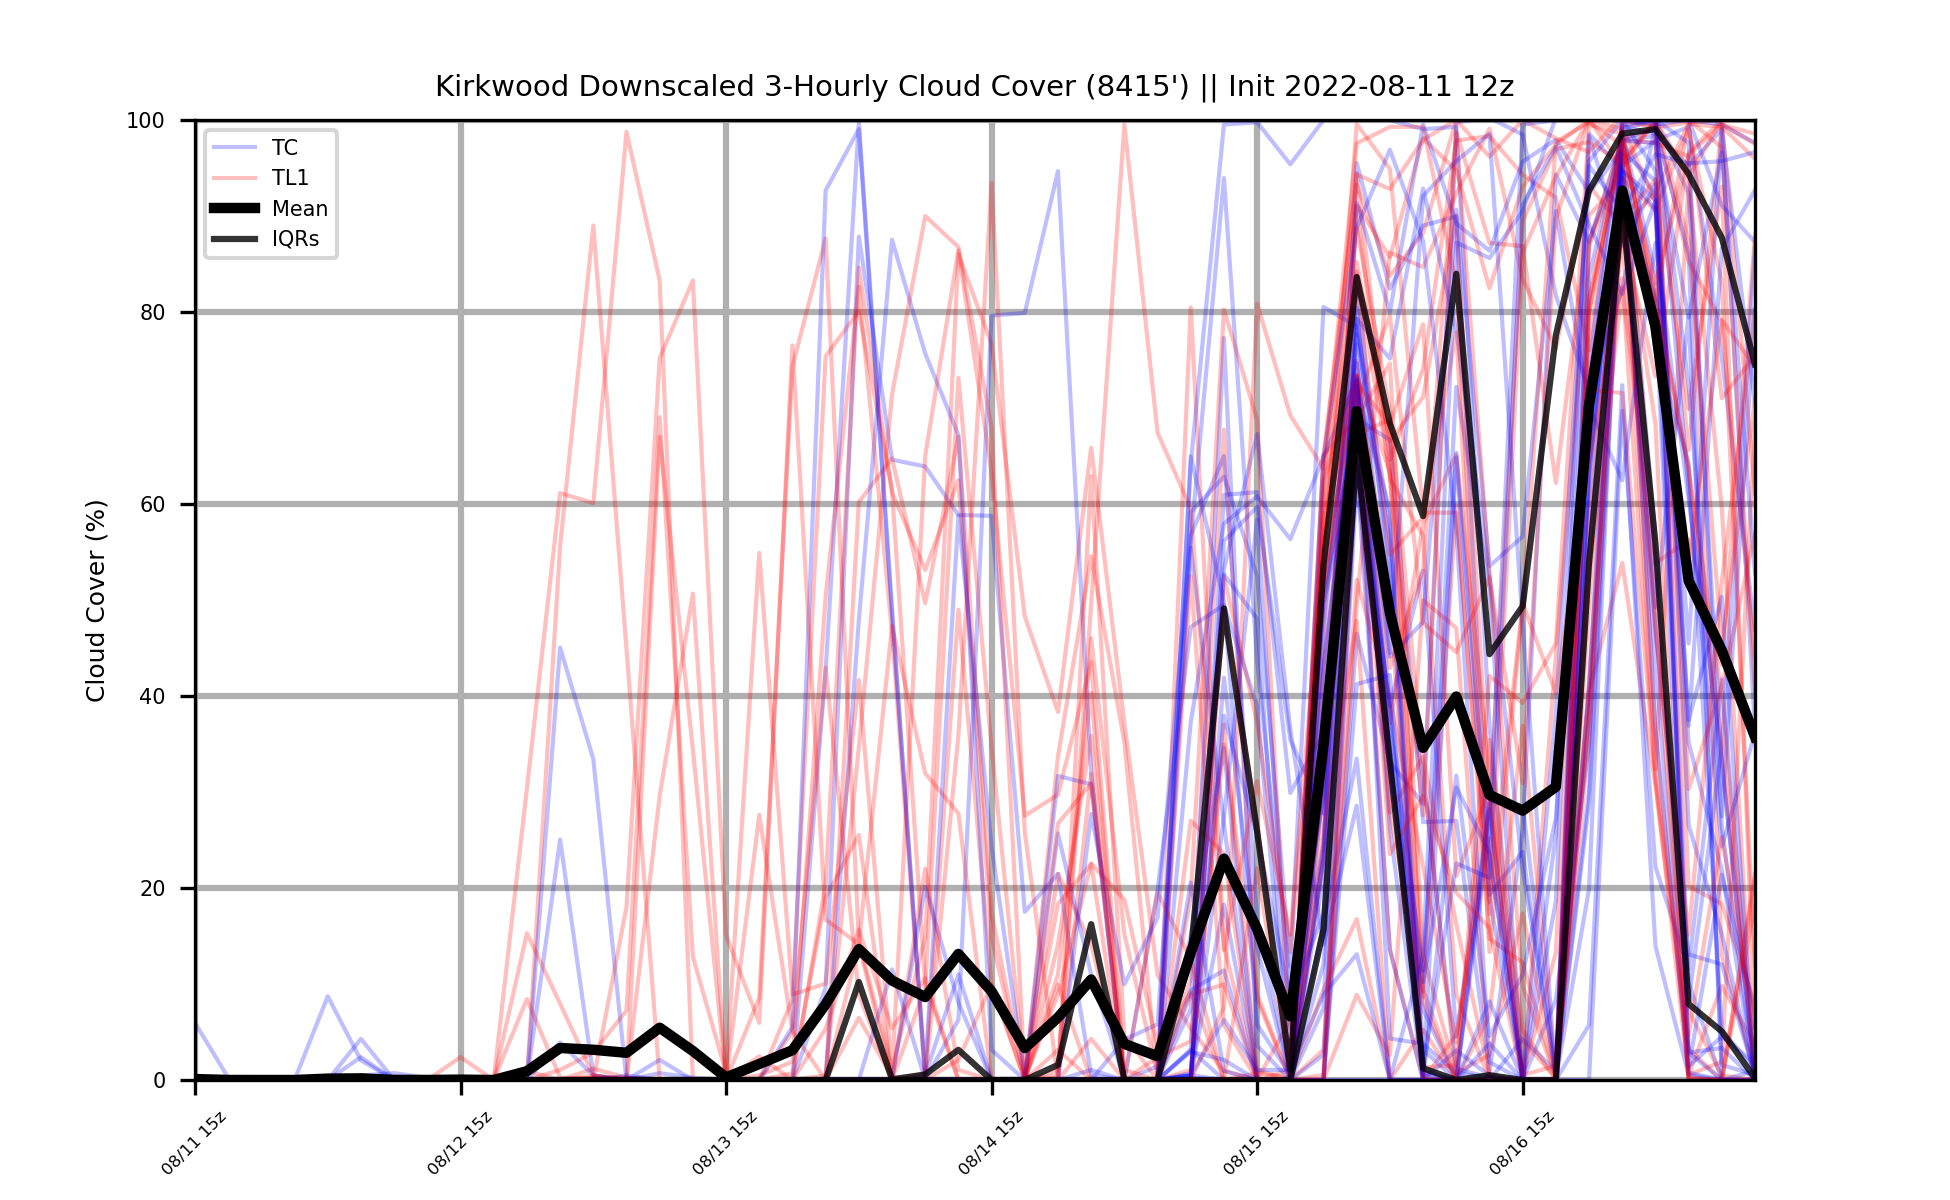 Kirkwood Downscaled 3-Hourly Cloud Cover (8415') || Init 2022-08-11 12z
Cloud Cover (%)
100
80
60
40
20
0
TC
TL1
Mean
IQRs
08/11 15z
08/12 15z
08/13 15z
08/14 15z
08/15 15z
08/16 15z